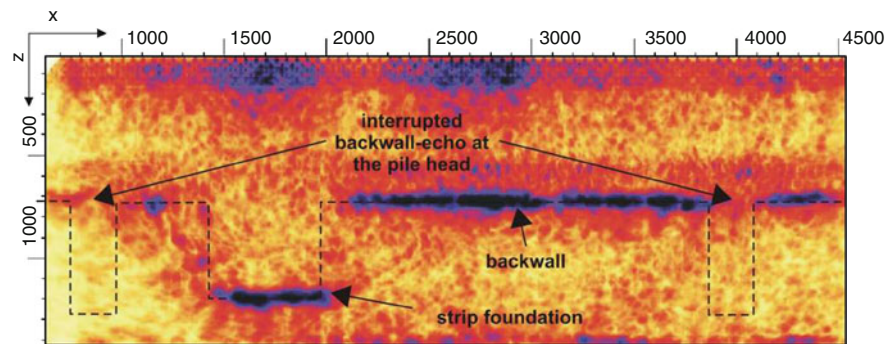 x
1000 1500 2000 2500 3000 3500 4000 4500
z
500
1000
interrupted
backwall-echo at
the pile head
backwall
strip foundation